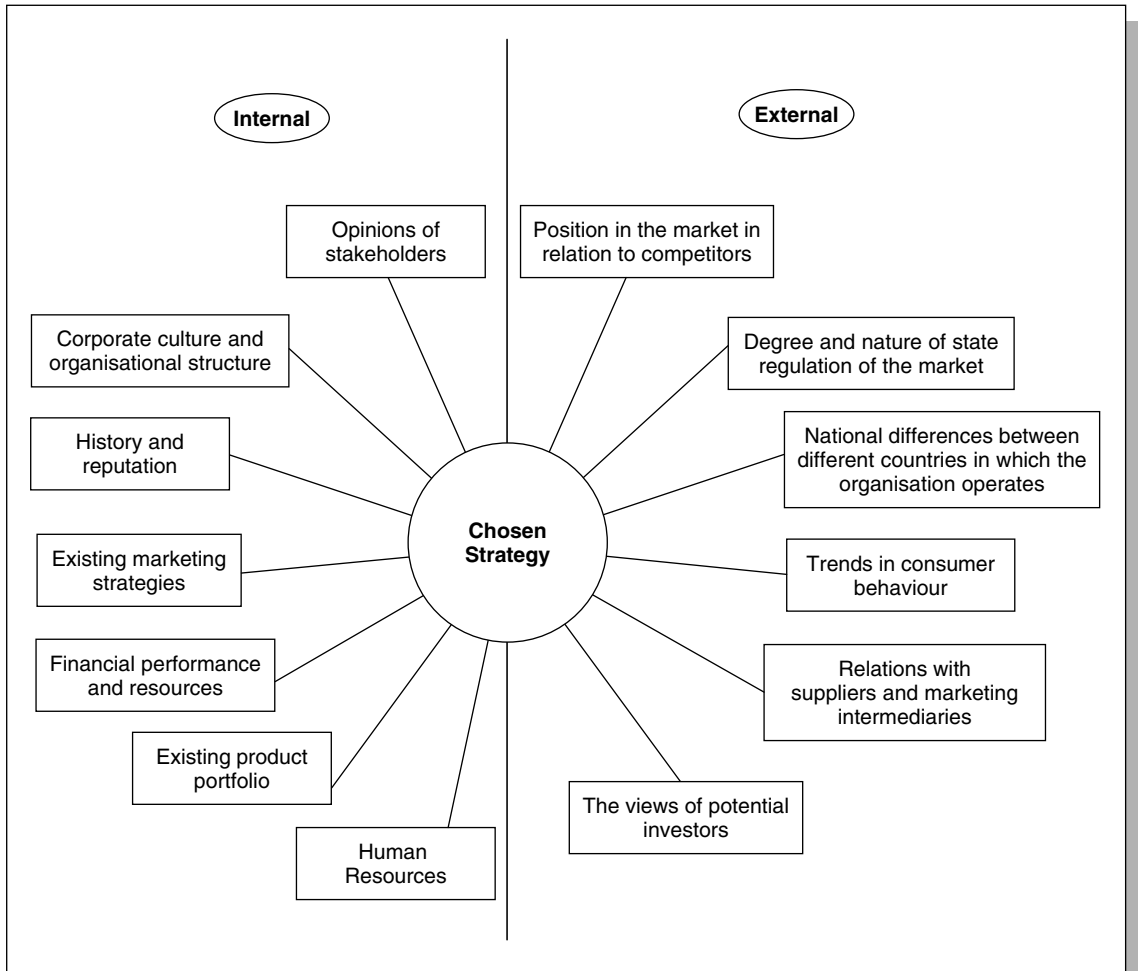 Internal
External
Opinions of
stakeholders
Position in the market in
relation to competitors
Corporate culture and
organisational structure
Degree and nature of state
regulation of the market
History and
reputation
National differences between
different countries in which the
organisation operates
Chosen
Strategy
Existing marketing
strategies
Trends in consumer
behaviour
Financial performance
and resources
Relations with
suppliers and marketing
intermediaries
Existing product
portfolio
The views of potential
investors
Human
Resources